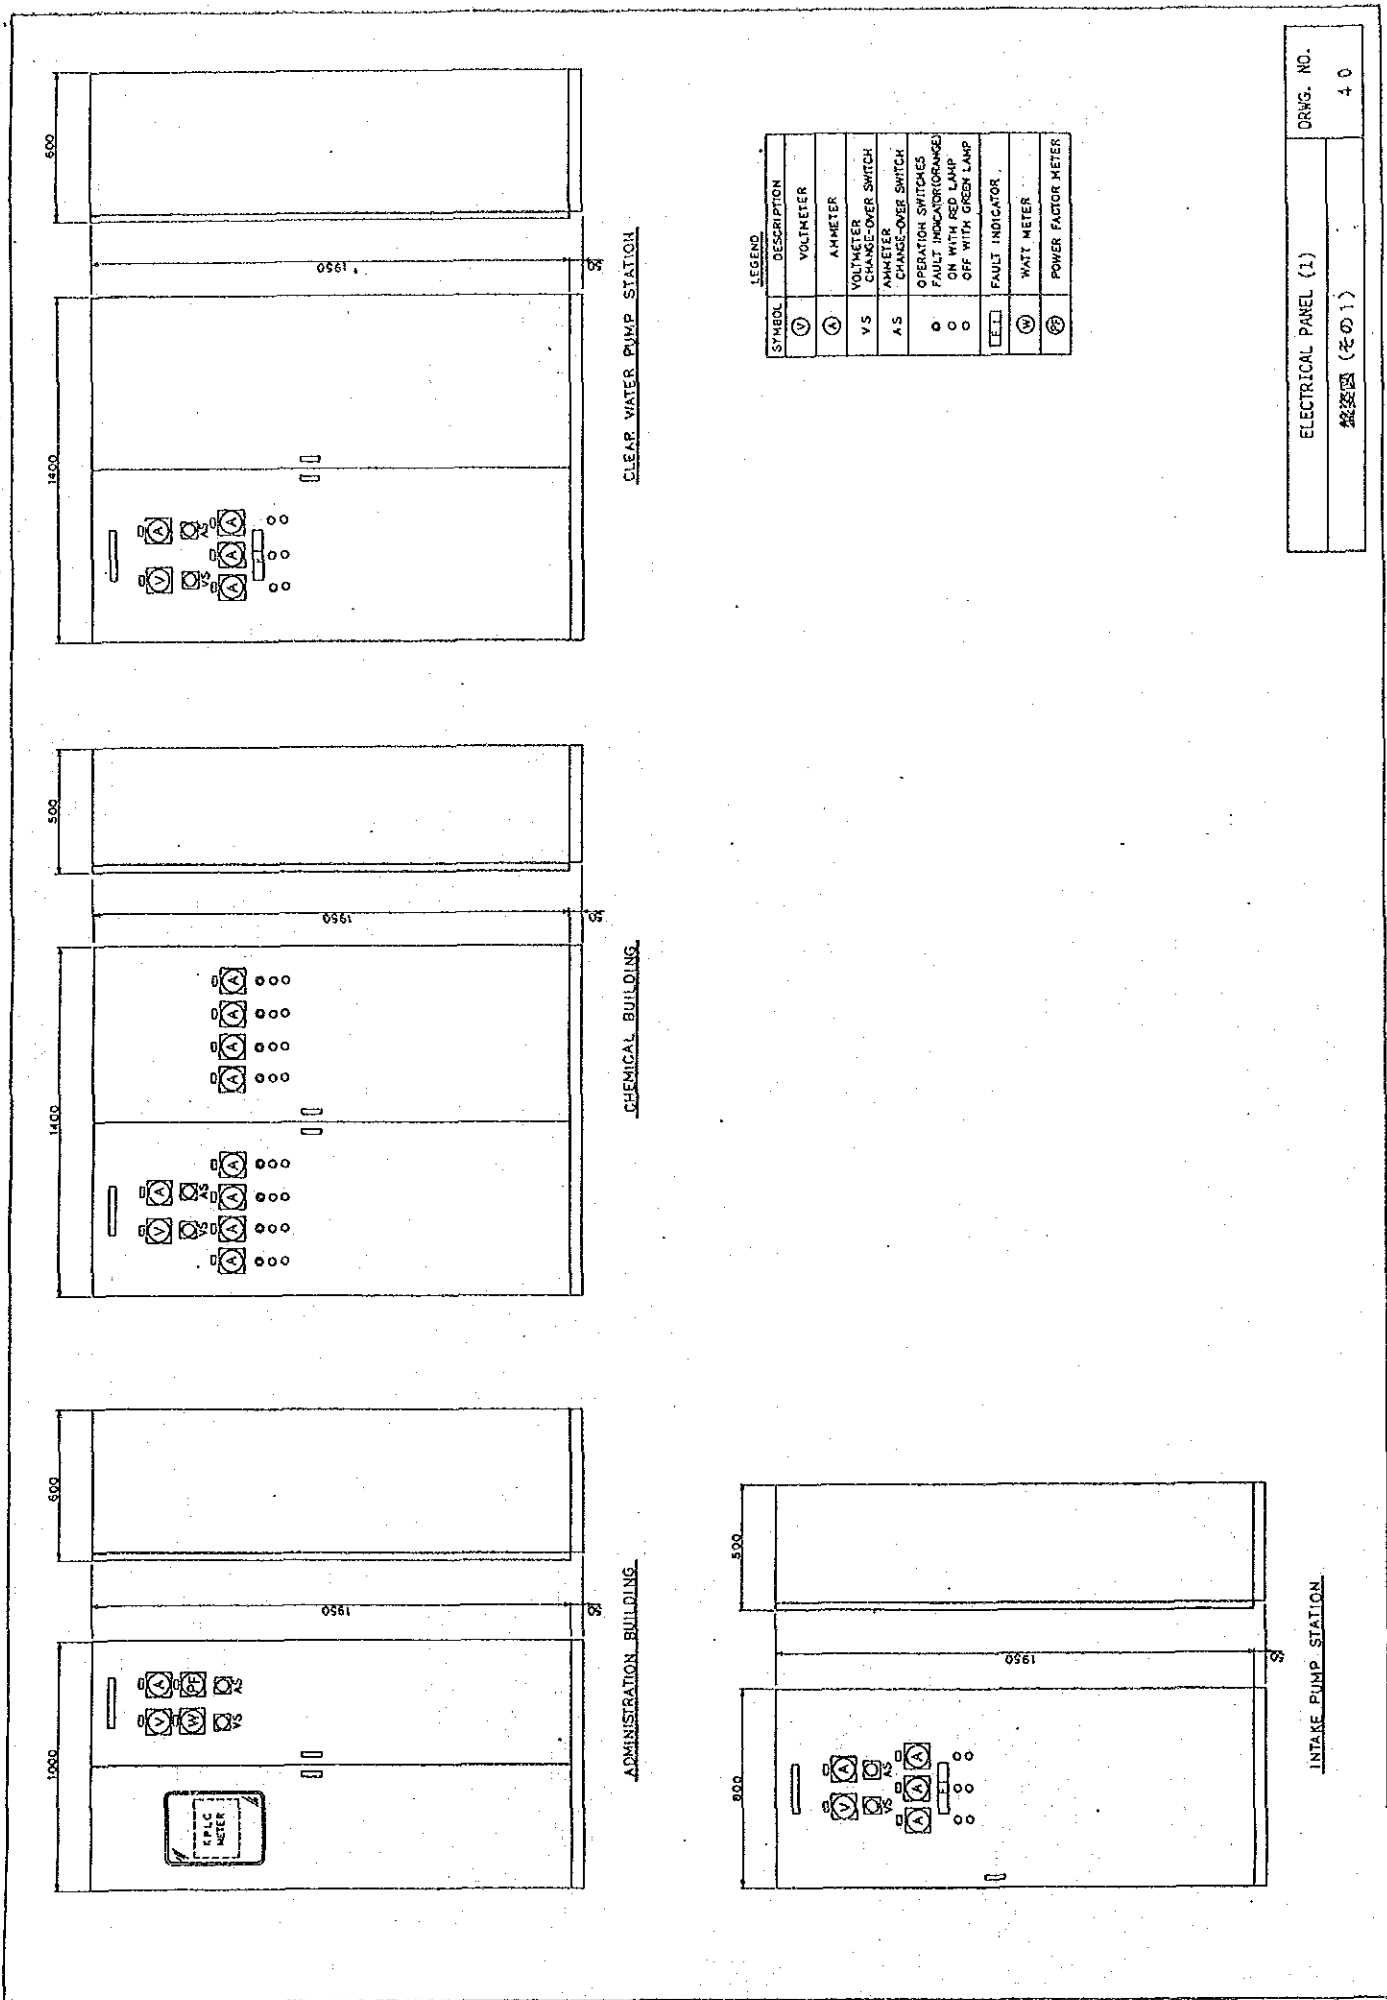 1000
600
KPLC
METER
V
A
W
PF
VS
AS
1950
50
ADMINISTRATION BUILDING
1400
500
V
A
VS
AS
A
A
A
A
A
A
A
A
1950
50
CHEMICAL BUILDING
1400
600
V
A
VS
AS
A
A
A
1950
50
CLEAR WATER PUMP STATION
800
500
V
A
VS
AS
A
A
A
1950
50
INTAKE PUMP STATION
LEGEND
SYMBOL DESCRIPTION
V VOLTMETER
A AMMETER
VS VOLTMETER
CHANGE-OVER SWITCH
AS AMMETER
CHANGE-OVER SWITCH
OPERATION SWITCHES
FAULT INDICATOR(ORANGE)
ON WITH RED LAMP
OFF WITH GREEN LAMP
FAULT INDICATOR
W WATT METER
PF POWER FACTOR METER
ELECTRICAL PANEL (1)
盤姿図 (その1)
DRWG. NO.
40